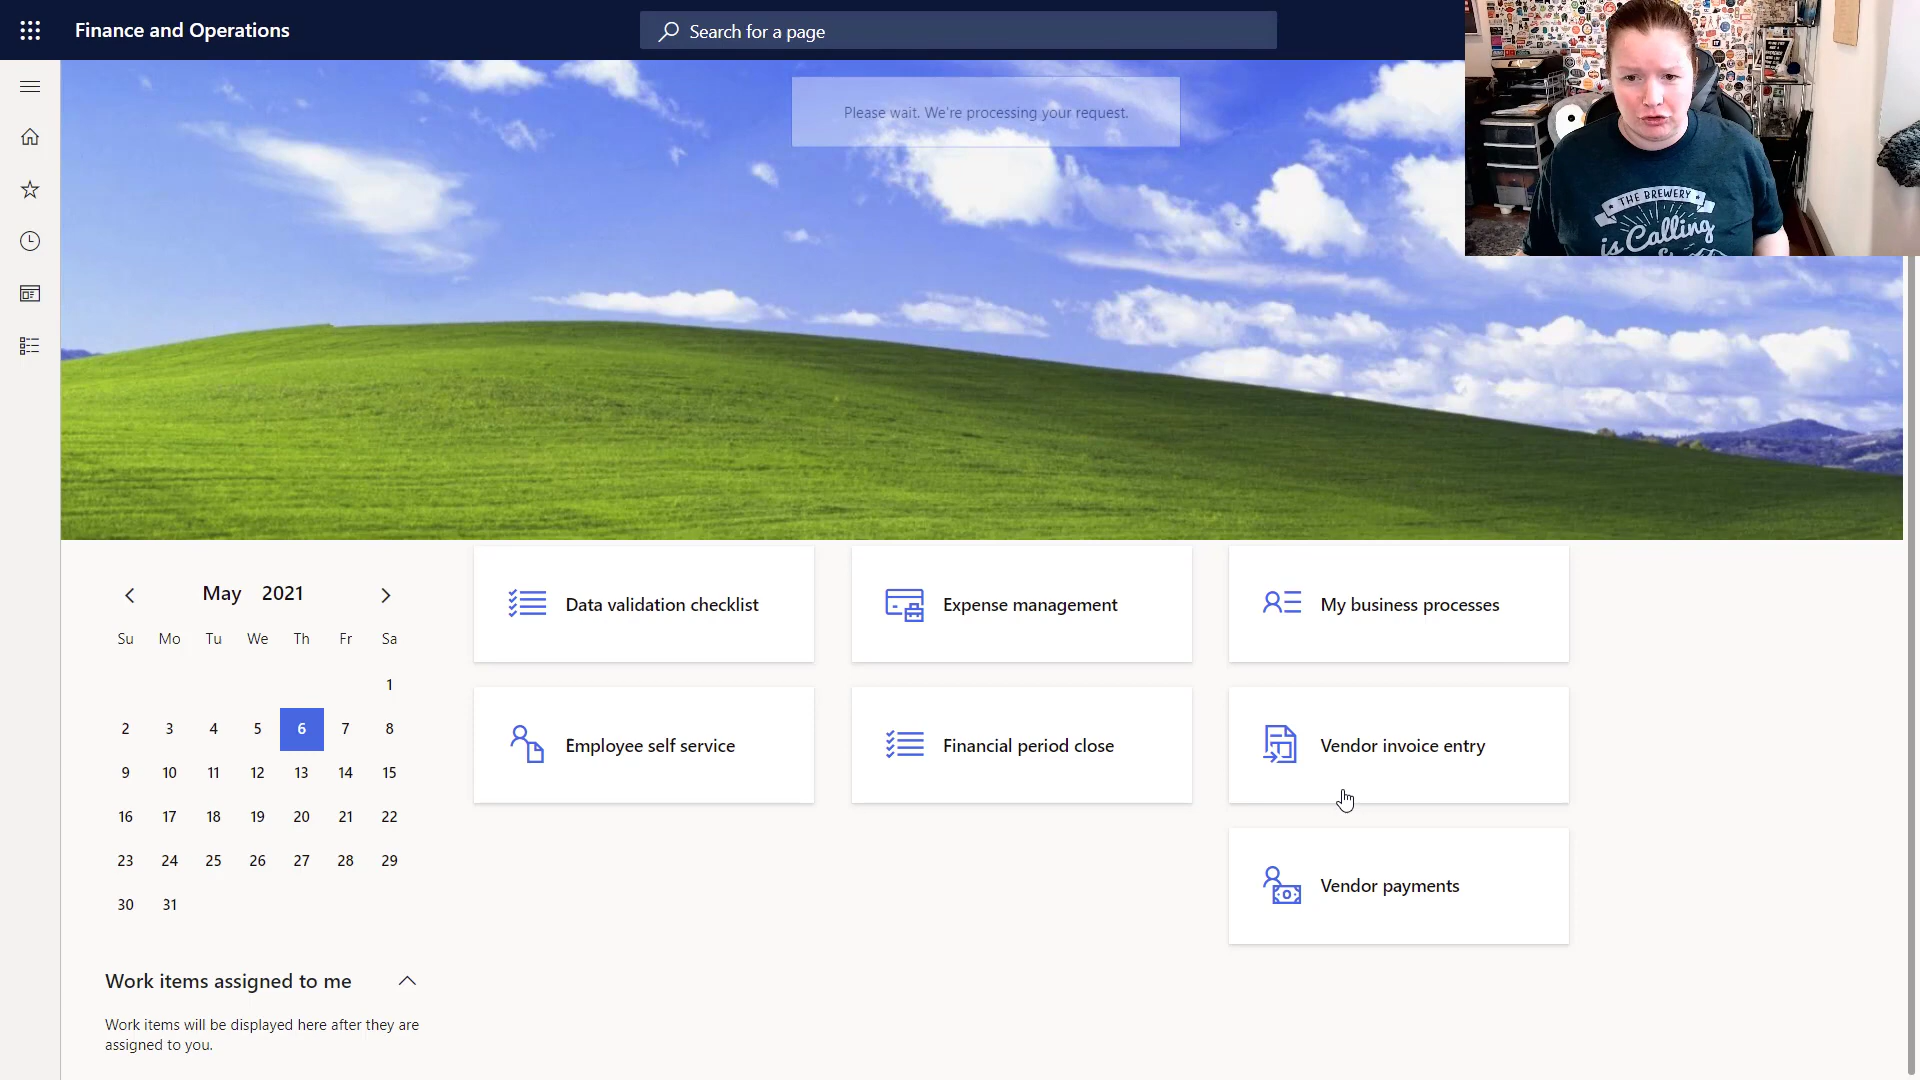 Finance and Operations
Search for a page
Please wait. We're processing your request.
THE BREWERY
is Calling
May 2021
Su Mo Tu We Th Fr Sa
1
2 3 4 5 6 7 8
9 10 11 12 13 14 15
16 17 18 19 20 21 22
23 24 25 26 27 28 29
30 31
Data validation checklist
Expense management
My business processes
Employee self service
Financial period close
Vendor invoice entry
Vendor payments
Work items assigned to me
Work items will be displayed here after they are
assigned to you.